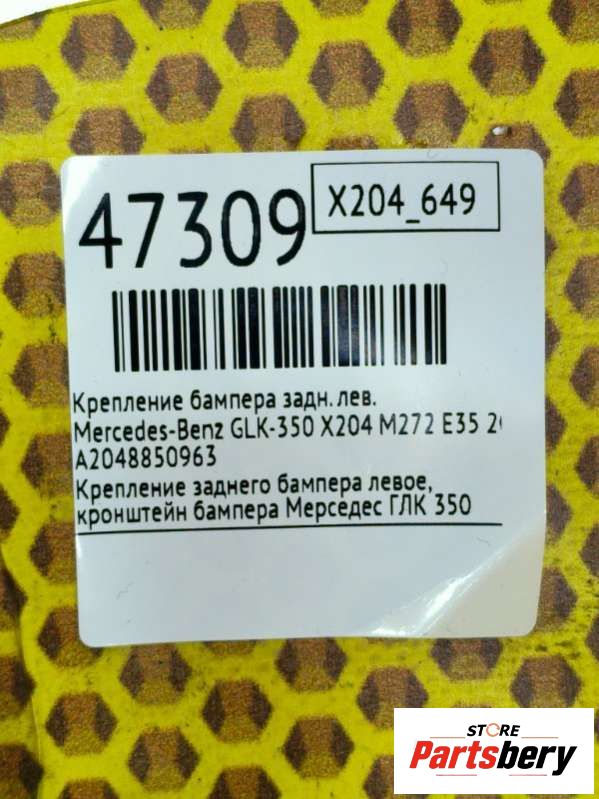 47309
X204_649
Крепление бампера задн. лев.
Mercedes-Benz GLK-350 X204 M272 E35
A2048850963
Крепление заднего бампера левое,
кронштейн бампера Мерседес ГЛК 350
STORE
Partsbery